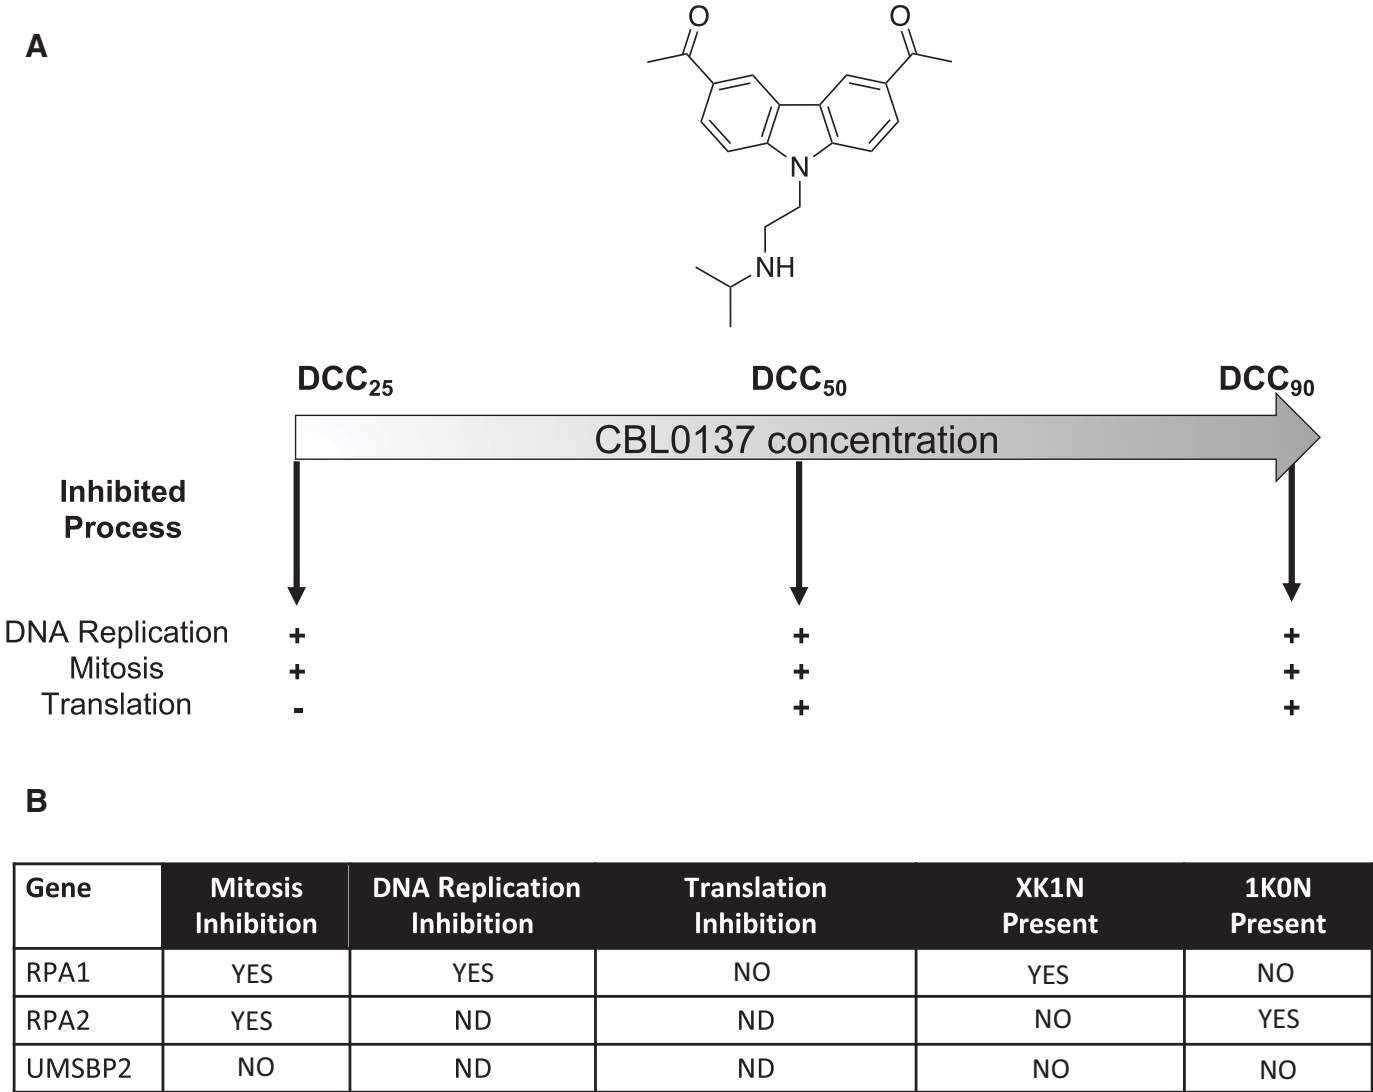 A
O O
N
NH
DCC25 DCC50 DCC90
CBL0137 concentration
Inhibited
Process
DNA Replication + + +
Mitosis + + +
Translation - + +
B
Gene Mitosis Inhibition DNA Replication Inhibition Translation Inhibition XK1N Present 1K0N Present
RPA1 YES YES NO YES NO
RPA2 YES ND ND NO YES
UMSBP2 NO ND ND NO NO